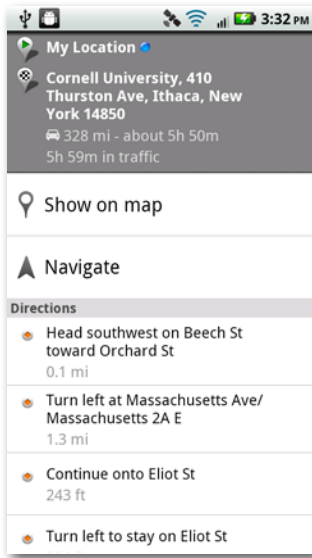 3:32 PM
My Location
Cornell University, 410
Thurston Ave, Ithaca, New
York 14850
328 mi - about 5h 50m
5h 59m in traffic
Show on map
Navigate
Directions
Head southwest on Beech St
toward Orchard St
0.1 mi
Turn left at Massachusetts Ave/
Massachusetts 2A E
1.3 mi
Continue onto Eliot St
243 ft
Turn left to stay on Eliot St